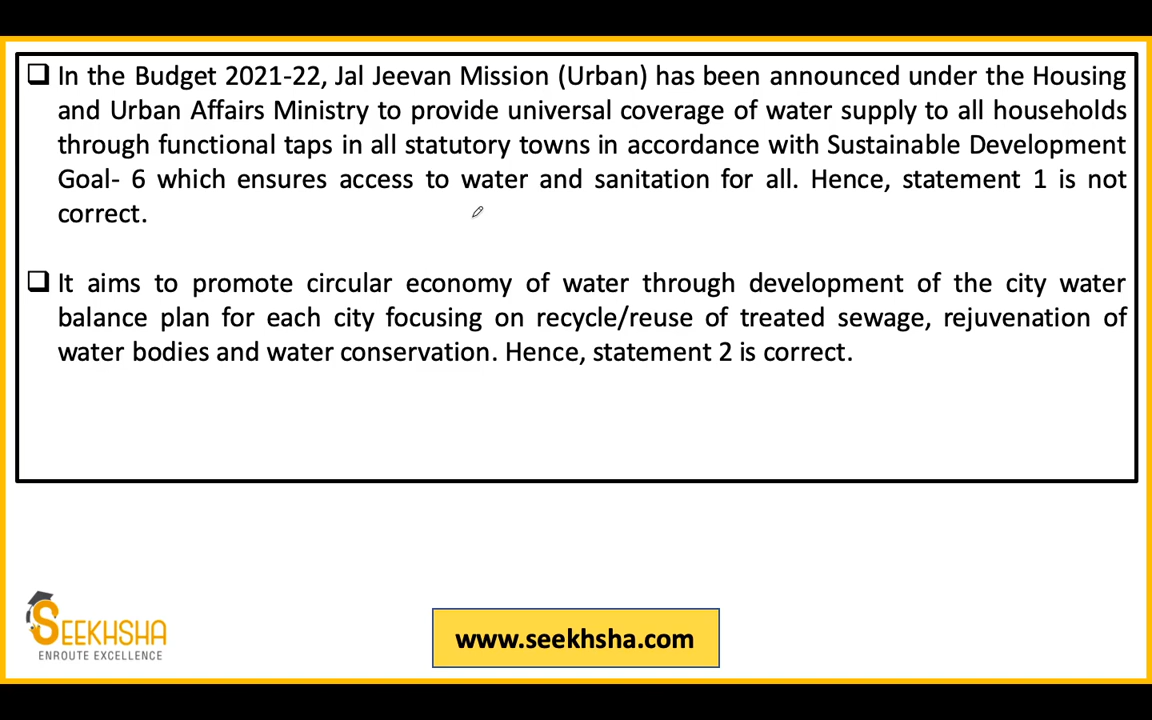 In the Budget 2021-22, Jal Jeevan Mission (Urban) has been announced under the Housing
and Urban Affairs Ministry to provide universal coverage of water supply to all households
through functional taps in all statutory towns in accordance with Sustainable Development
Goal- 6 which ensures access to water and sanitation for all. Hence, statement 1 is not
correct.
It aims to promote circular economy of water through development of the city water
balance plan for each city focusing on recycle/reuse of treated sewage, rejuvenation of
water bodies and water conservation. Hence, statement 2 is correct.
SEEKHSHA
ENROUTE EXCELLENCE
www.seekhsha.com